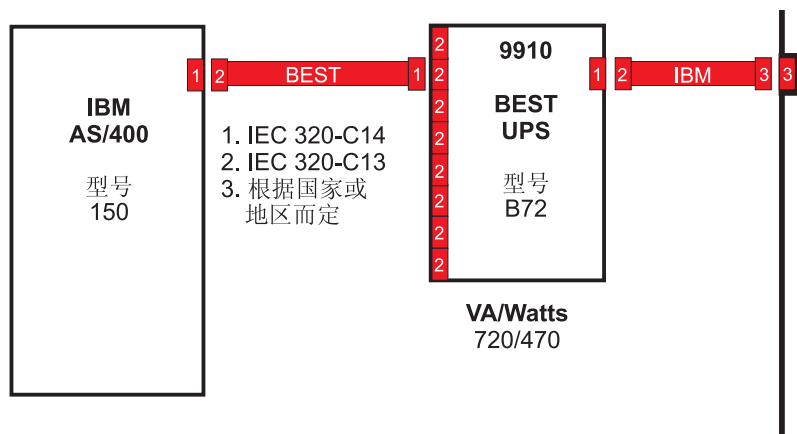 IBM
AS/400
型号
150
1
2
BEST
1
1. IEC 320-C14
2. IEC 320-C13
3. 根据国家或
地区而定
2
2
2
2
2
2
2
2
9910
BEST
UPS
型号
B72
1
2
IBM
3
3
VA/Watts
720/470